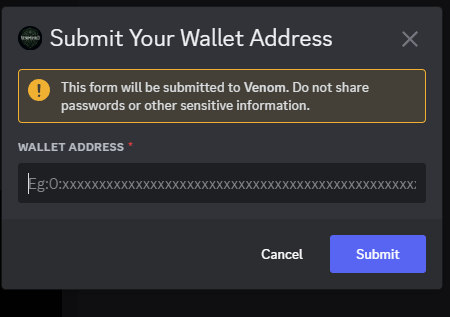 Submit Your Wallet Address
This form will be submitted to Venom. Do not share
passwords or other sensitive information.
WALLET ADDRESS *
Eg:0:xxxxxxxxxxxxxxxxxxxxxxxxxxxxxxxxxxxxxxxxxxxxxxxx
Cancel
Submit